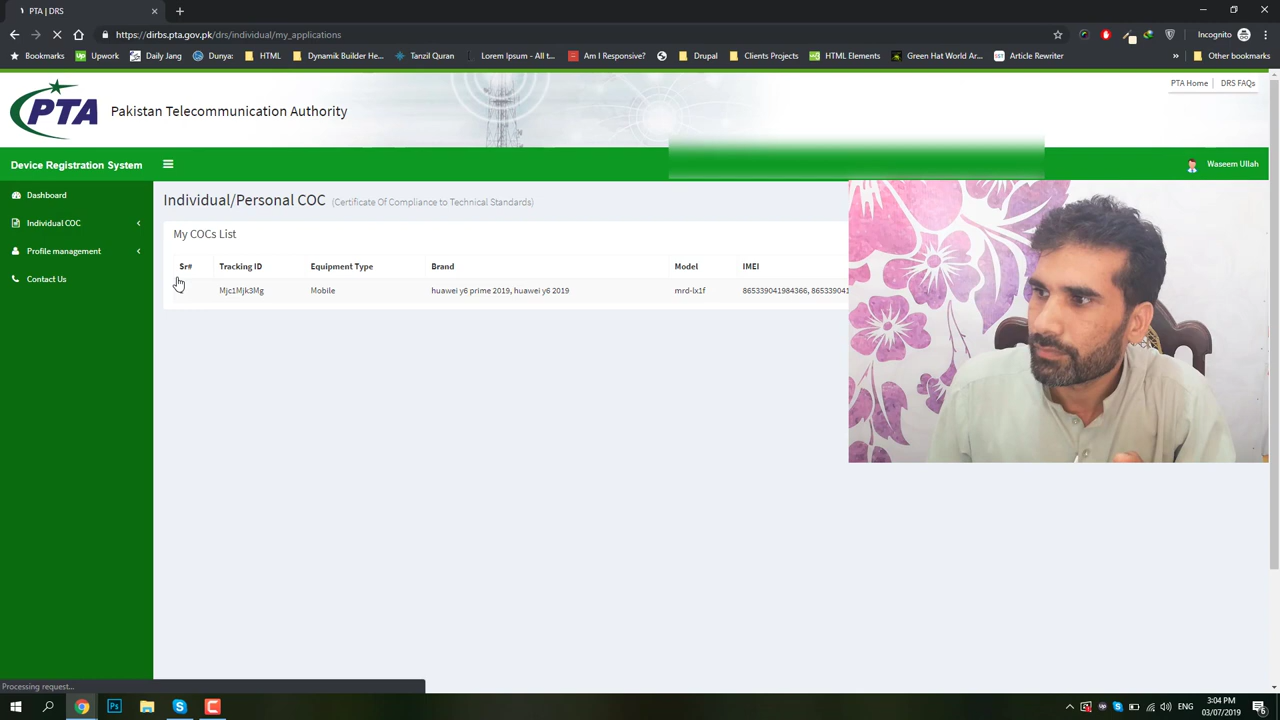 PTA | DRS
https://dirbs.pta.gov.pk/drs/individual/my_applications
Incognito
Bookmarks Upwork Daily Jang Dunya: HTML Dynamik Builder He... Tanzil Quran Lorem Ipsum - All t... Am I Responsive? Drupal Clients Projects HTML Elements Green Hat World Ar... Article Rewriter » Other bookmarks
PTA Home | DRS FAQs
PTA Pakistan Telecommunication Authority
Device Registration System
Waseem Ullah
Dashboard
Individual COC
Profile management
Contact Us
Individual/Personal COC (Certificate Of Compliance to Technical Standards)
My COCs List
Sr# Tracking ID Equipment Type Brand Model IMEI
Mjc1Mjk3Mg Mobile huawei y6 prime 2019, huawei y6 2019 mrd-lx1f 865339041984366, 865339041
Processing request...
Ps
ENG
3:04 PM
03/07/2019
6